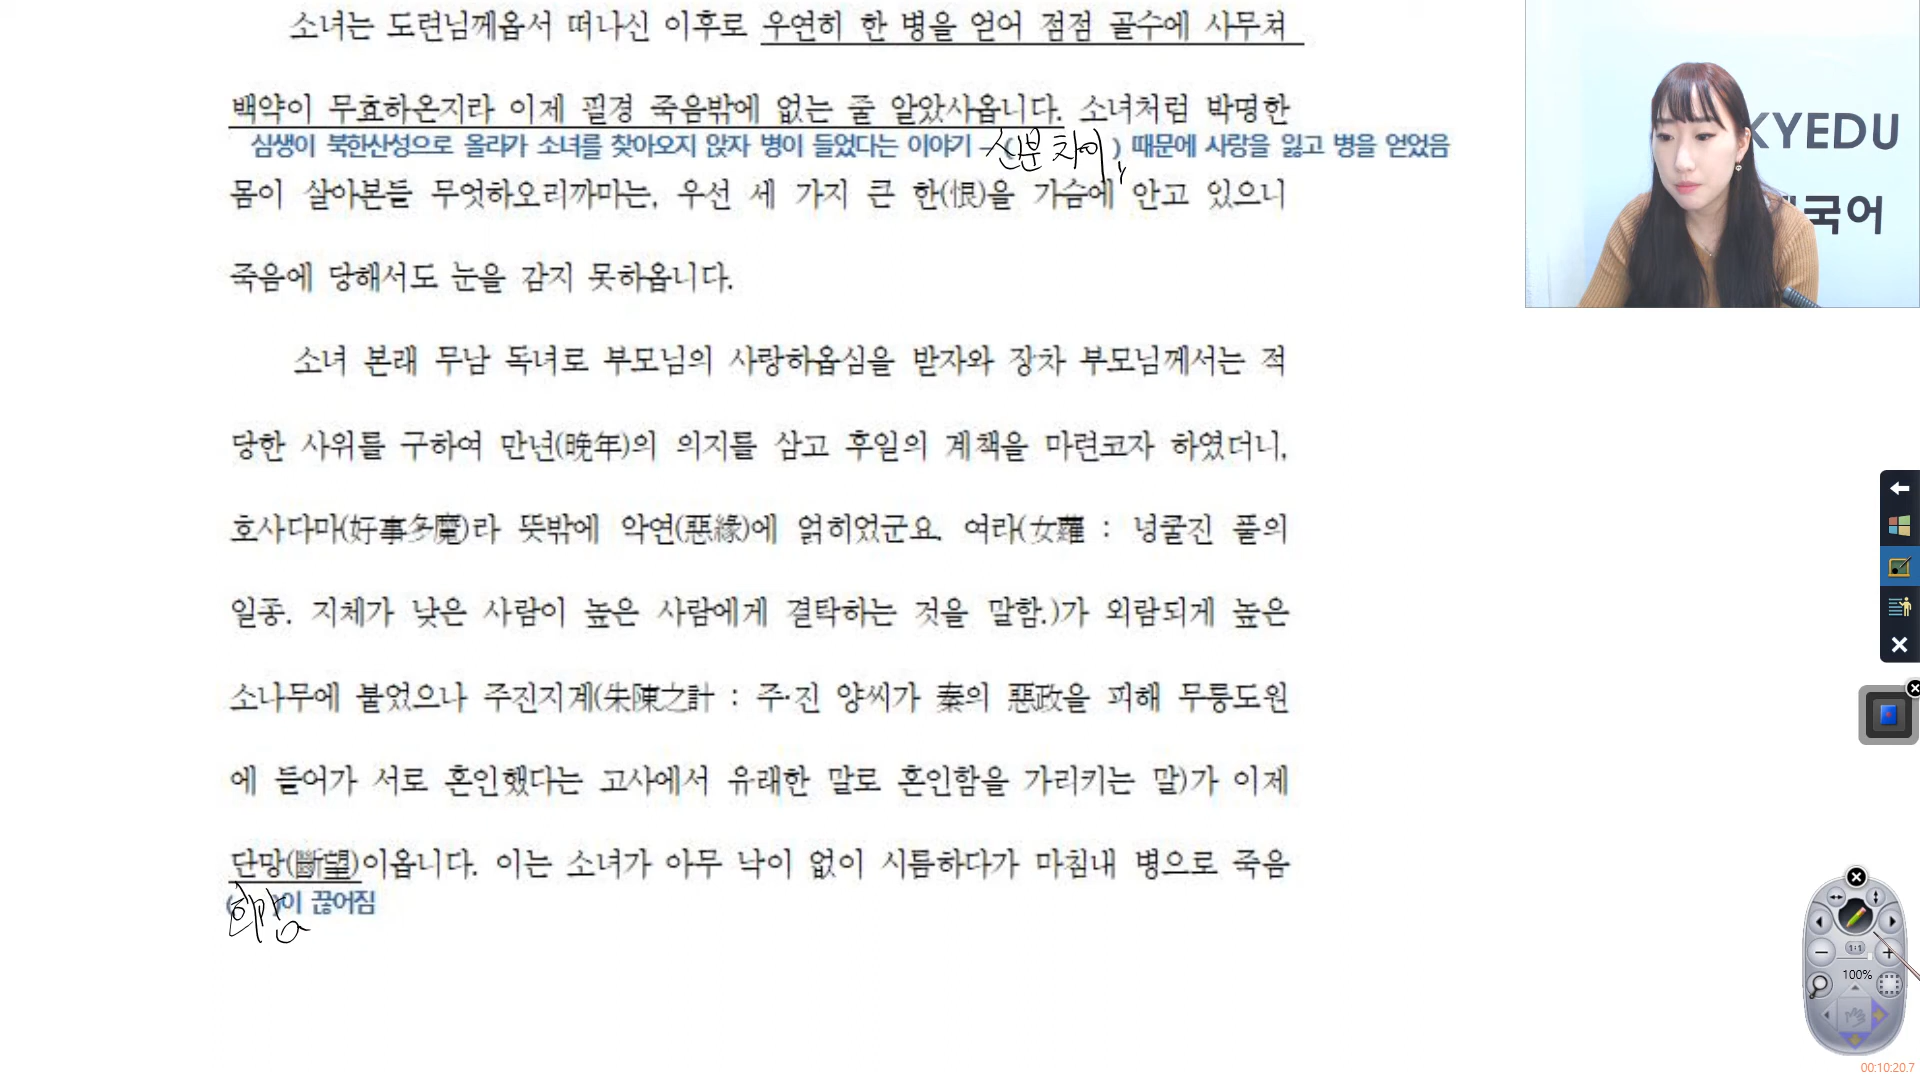 소녀는 도련님께옵서 떠나신 이후로 우연히 한 병을 얻어 점점 골수에 사무쳐
백약이 무효하온지라 이제 필경 죽음밖에 없는 줄 알았사옵니다. 소녀처럼 박명한
심생이 북한산성으로 올라가 소녀를 찾아오지 않자 병이 들었다는 이야기 – (신분 차이) 때문에 사랑을 잃고 병을 얻었음
몸이 살아본들 무엇하오리까마는, 우선 세 가지 큰 한(恨)을 가슴에 안고 있으니
죽음에 당해서도 눈을 감지 못하옵니다.
소녀 본래 무남 독녀로 부모님의 사랑하옵심을 받자와 장차 부모님께서는 적
당한 사위를 구하여 만년(晩年)의 의지를 삼고 후일의 계책을 마련코자 하였더니,
호사다마(好事多魔)라 뜻밖에 악연(惡緣)에 얽히었군요. 여라(女蘿 : 넝쿨진 풀의
일종. 지체가 낮은 사람이 높은 사람에게 결탁하는 것을 말함.)가 외람되게 높은
소나무에 붙었으나 주진지계(朱陳之計 : 주·진 양씨가 秦의 惡政을 피해 무릉도원
에 들어가 서로 혼인했다는 고사에서 유래한 말로 혼인함을 가리키는 말)가 이제
단망(斷望)이옵니다. 이는 소녀가 아무 낙이 없이 시름하다가 마침내 병으로 죽음
(희망)이 끊어짐
KYEDU
국어
1:1
100%
00:10:20.7